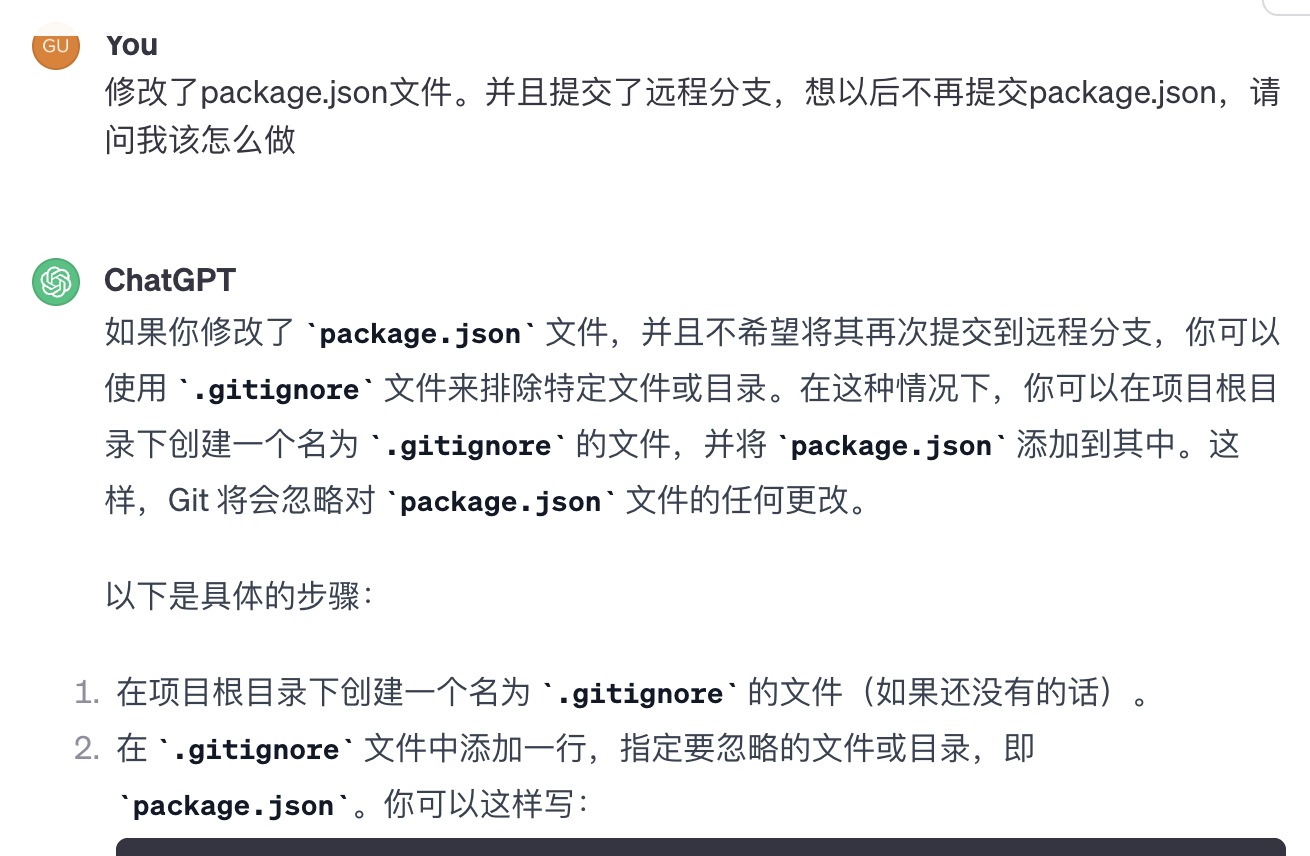 GU
You
修改了package.json文件。并且提交了远程分支，想以后不再提交package.json，请
问我该怎么做
ChatGPT
如果你修改了 `package.json` 文件，并且不希望将其再次提交到远程分支，你可以
使用 `.gitignore` 文件来排除特定文件或目录。在这种情况下，你可以在项目根目
录下创建一个名为 `.gitignore` 的文件，并将 `package.json` 添加到其中。这
样，Git 将会忽略对 `package.json` 文件的任何更改。
以下是具体的步骤：
1. 在项目根目录下创建一个名为 `.gitignore` 的文件（如果还没有的话）。
2. 在 `.gitignore` 文件中添加一行，指定要忽略的文件或目录，即
`package.json`。你可以这样写：